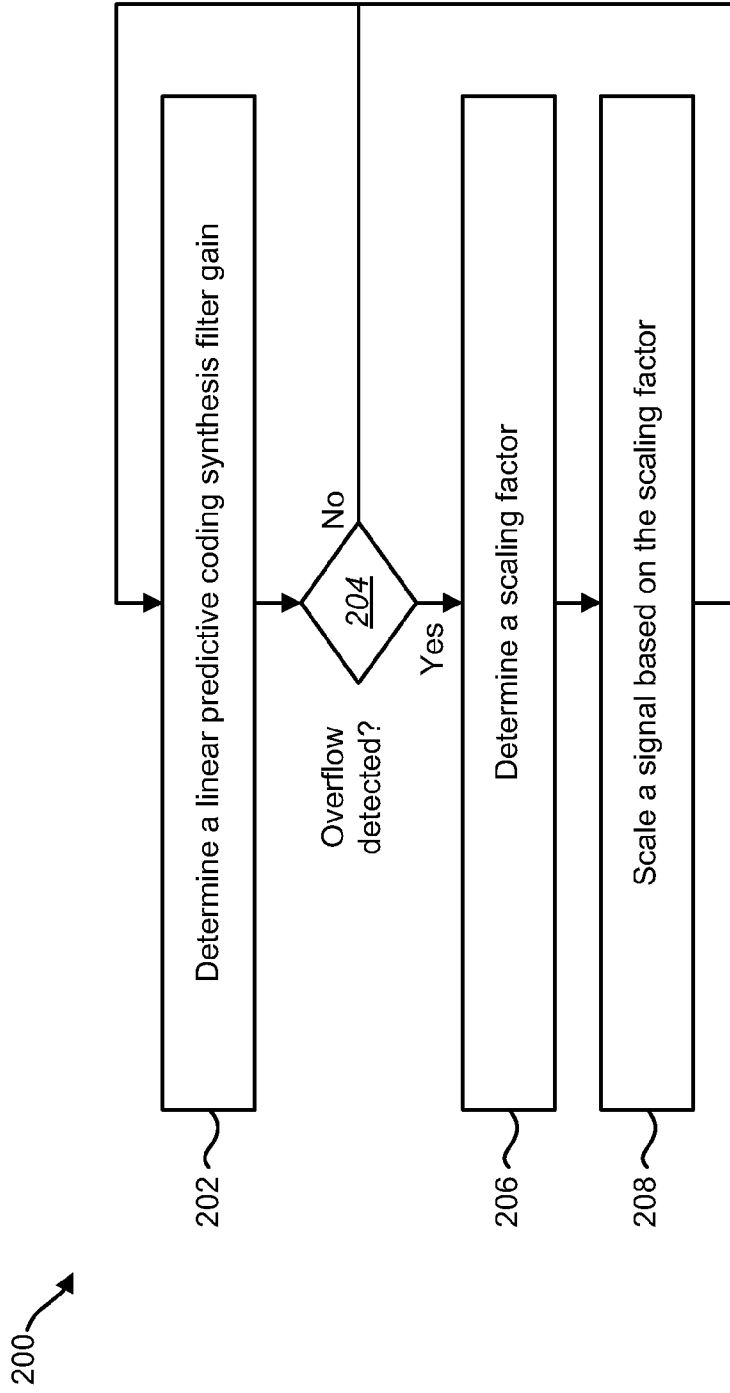 200
202
Determine a linear predictive coding synthesis filter gain
Overflow
detected?
204
No
Yes
206
Determine a scaling factor
208
Scale a signal based on the scaling factor